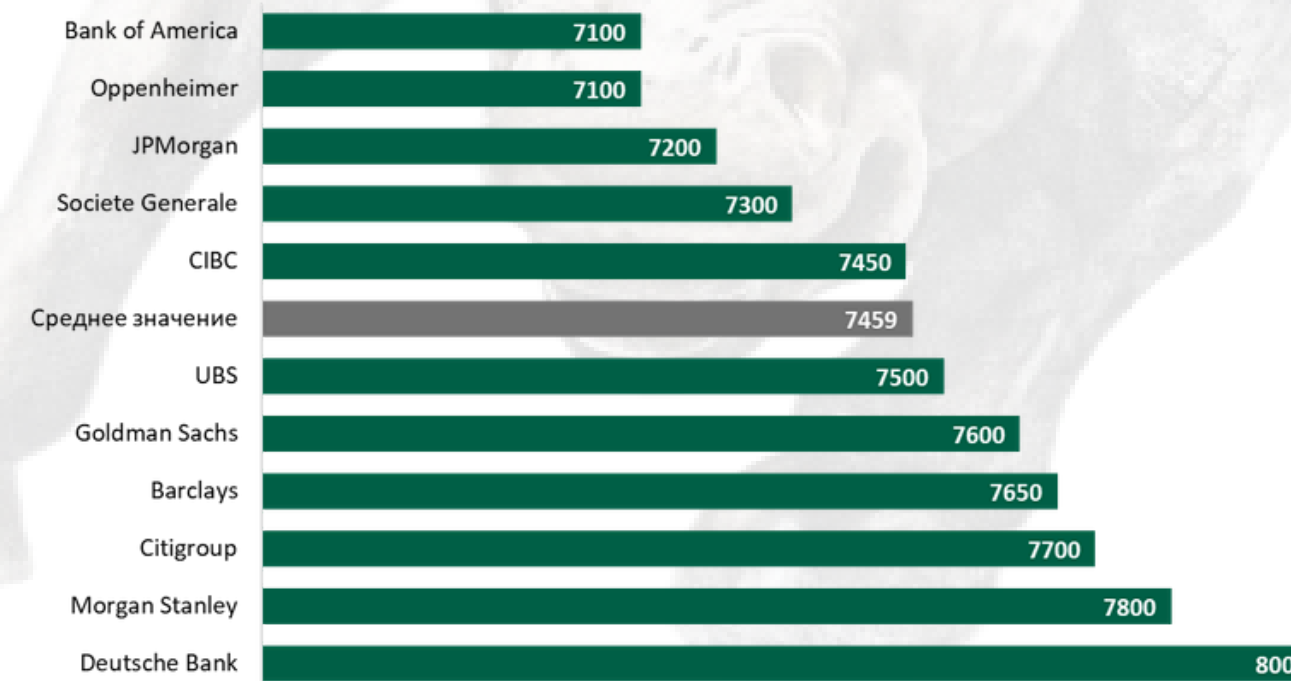 Bank of America 7100
Oppenheimer 7100
JPMorgan 7200
Societe Generale 7300
CIBC 7450
Среднее значение 7459
UBS 7500
Goldman Sachs 7600
Barclays 7650
Citigroup 7700
Morgan Stanley 7800
Deutsche Bank